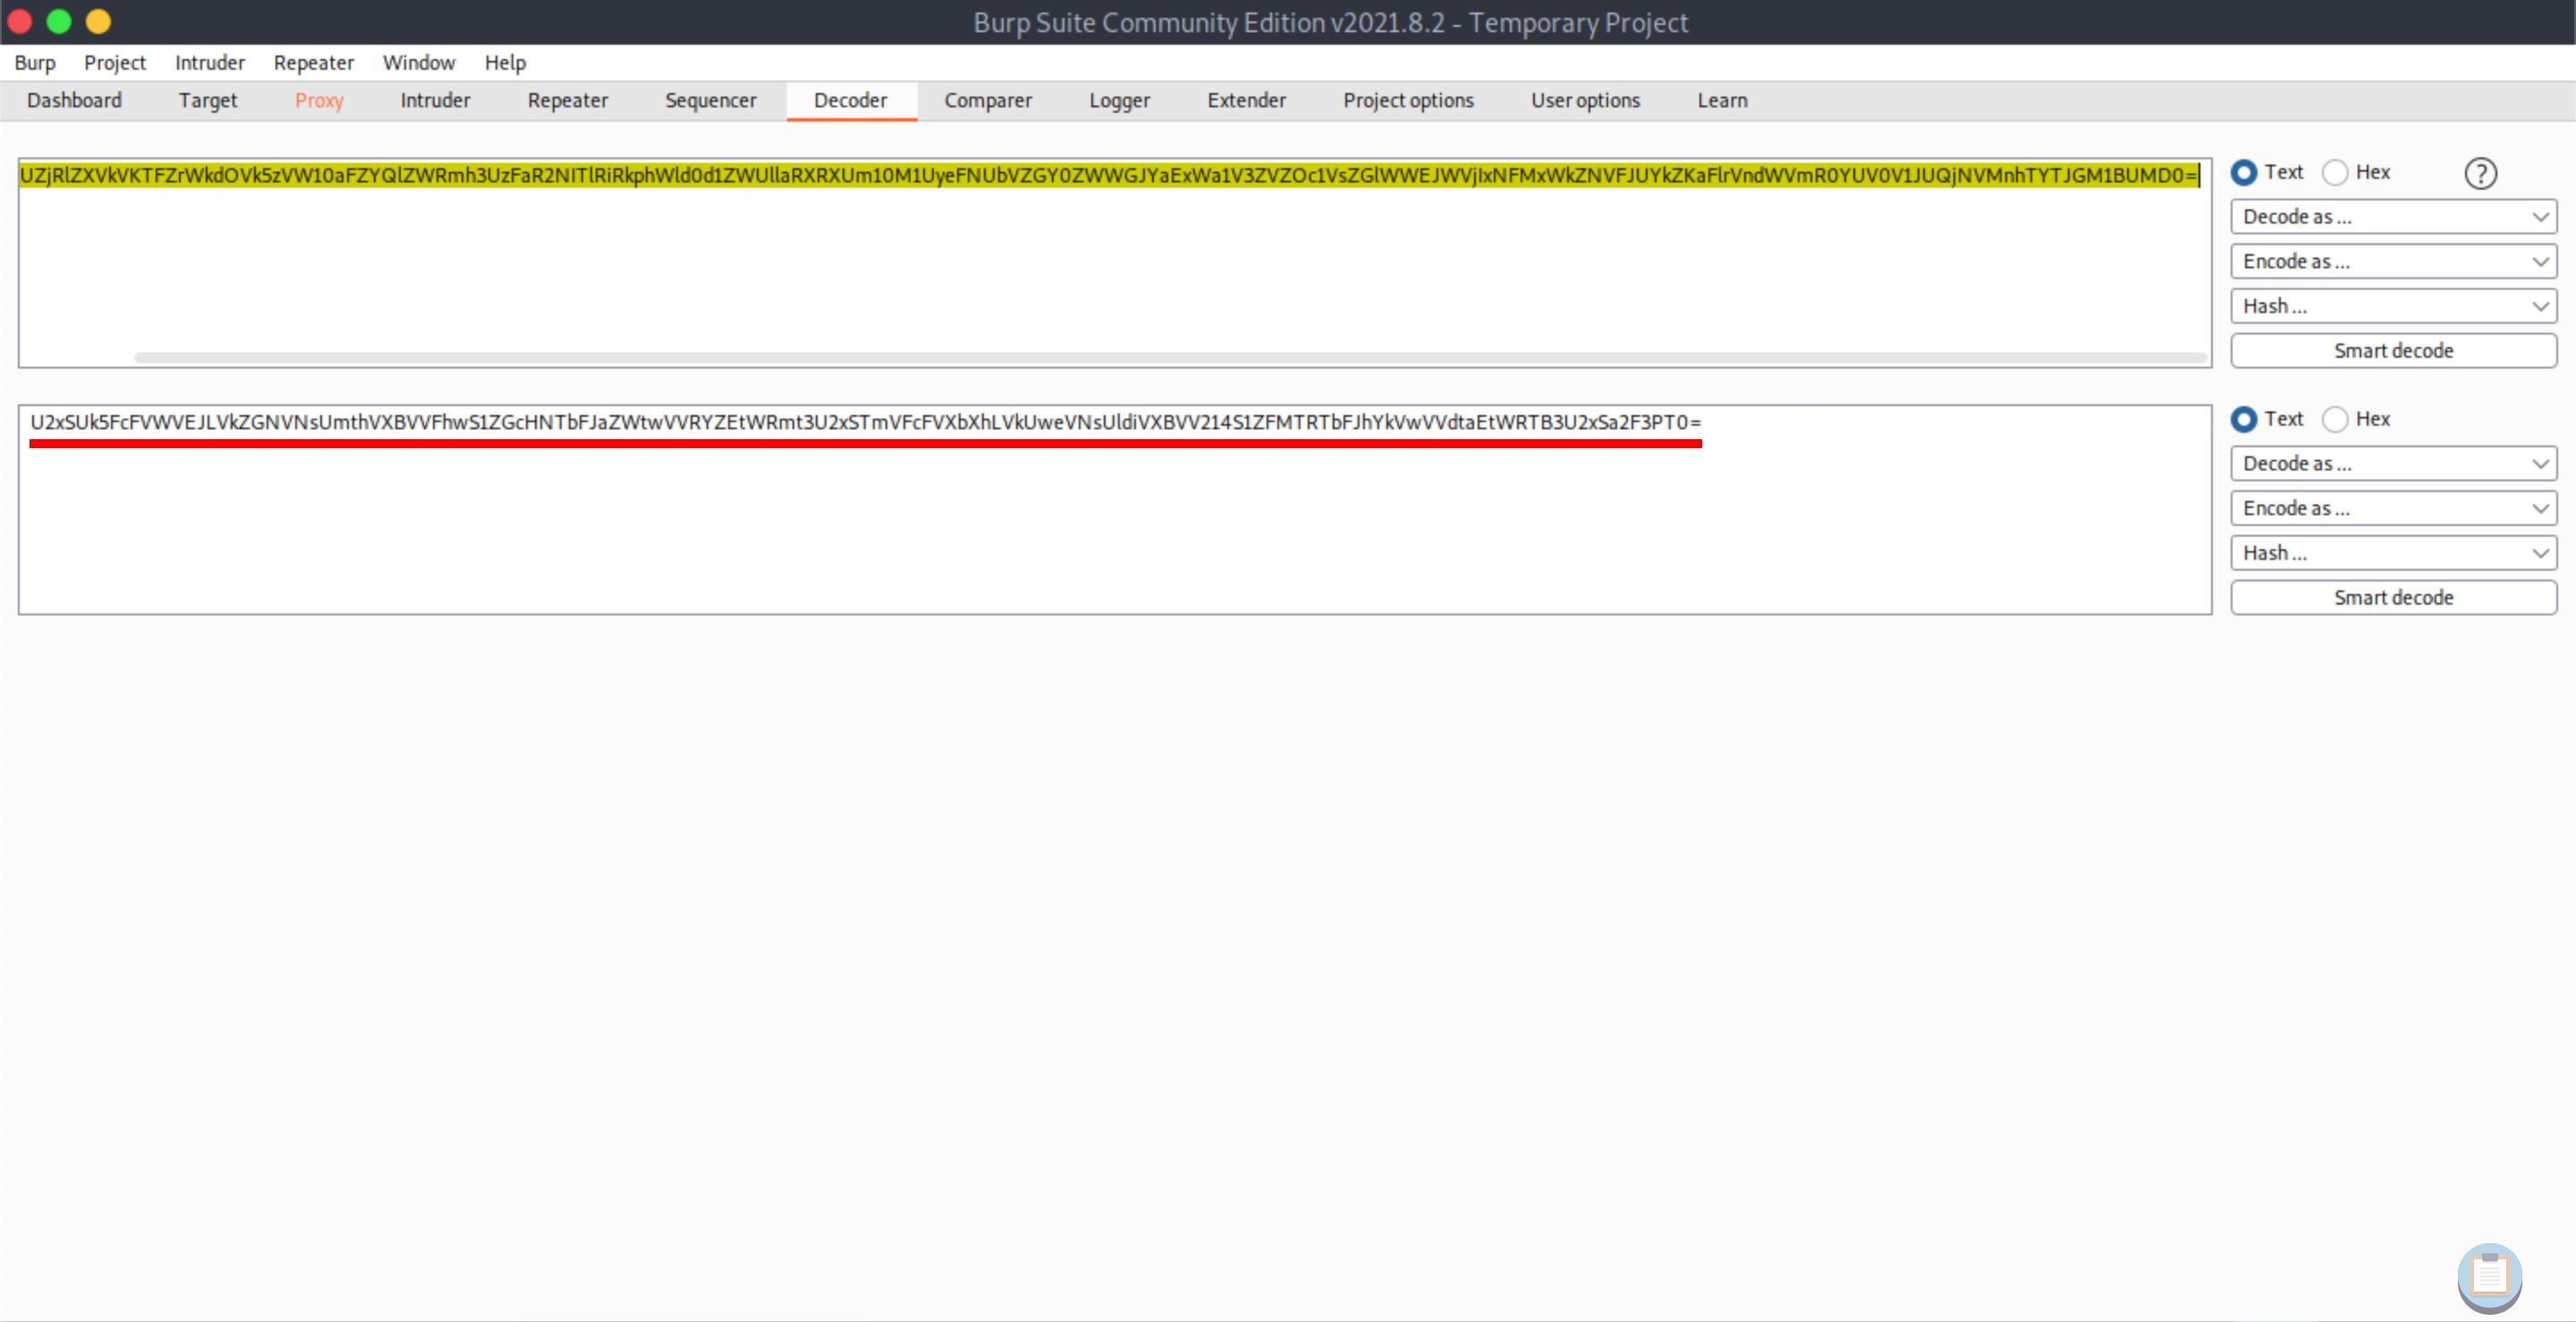 Burp Suite Community Edition v2021.8.2 - Temporary Project
Burp Project Intruder Repeater Window Help
Dashboard Target Proxy Intruder Repeater Sequencer Decoder Comparer Logger Extender Project options User options Learn
UZjRlZXVkVKTFZrWkdOVk5zVW10aFZYQlZWRmh3UzFaR2NITlRiRkphWld0d1ZWUllaRXRXUm10M1UyeFNUbVZGY0ZWWGJYaExWa1V3ZVZOc1VsZGlWWEJWVjIxNFMxWkZNVFJUYkZKaFlrVndWVmR0YUV0V1JUQjNVMnhTYTJGM1BUMD0=
Text Hex ?
Decode as ...
Encode as ...
Hash ...
Smart decode
U2xSUk5FcFVWVEJLVkZGNVNsUmthVXBVVFhwS1ZGcHNTbFJaZWtwVVRYZEtWRmt3U2xSTmVFcFVXbXhLVkUweVNsUldiVXBVV214S1ZFMTRTbFJhYkVwVVdtaEtWRTB3U2xSa2F3PT0=
Text Hex
Decode as ...
Encode as ...
Hash ...
Smart decode